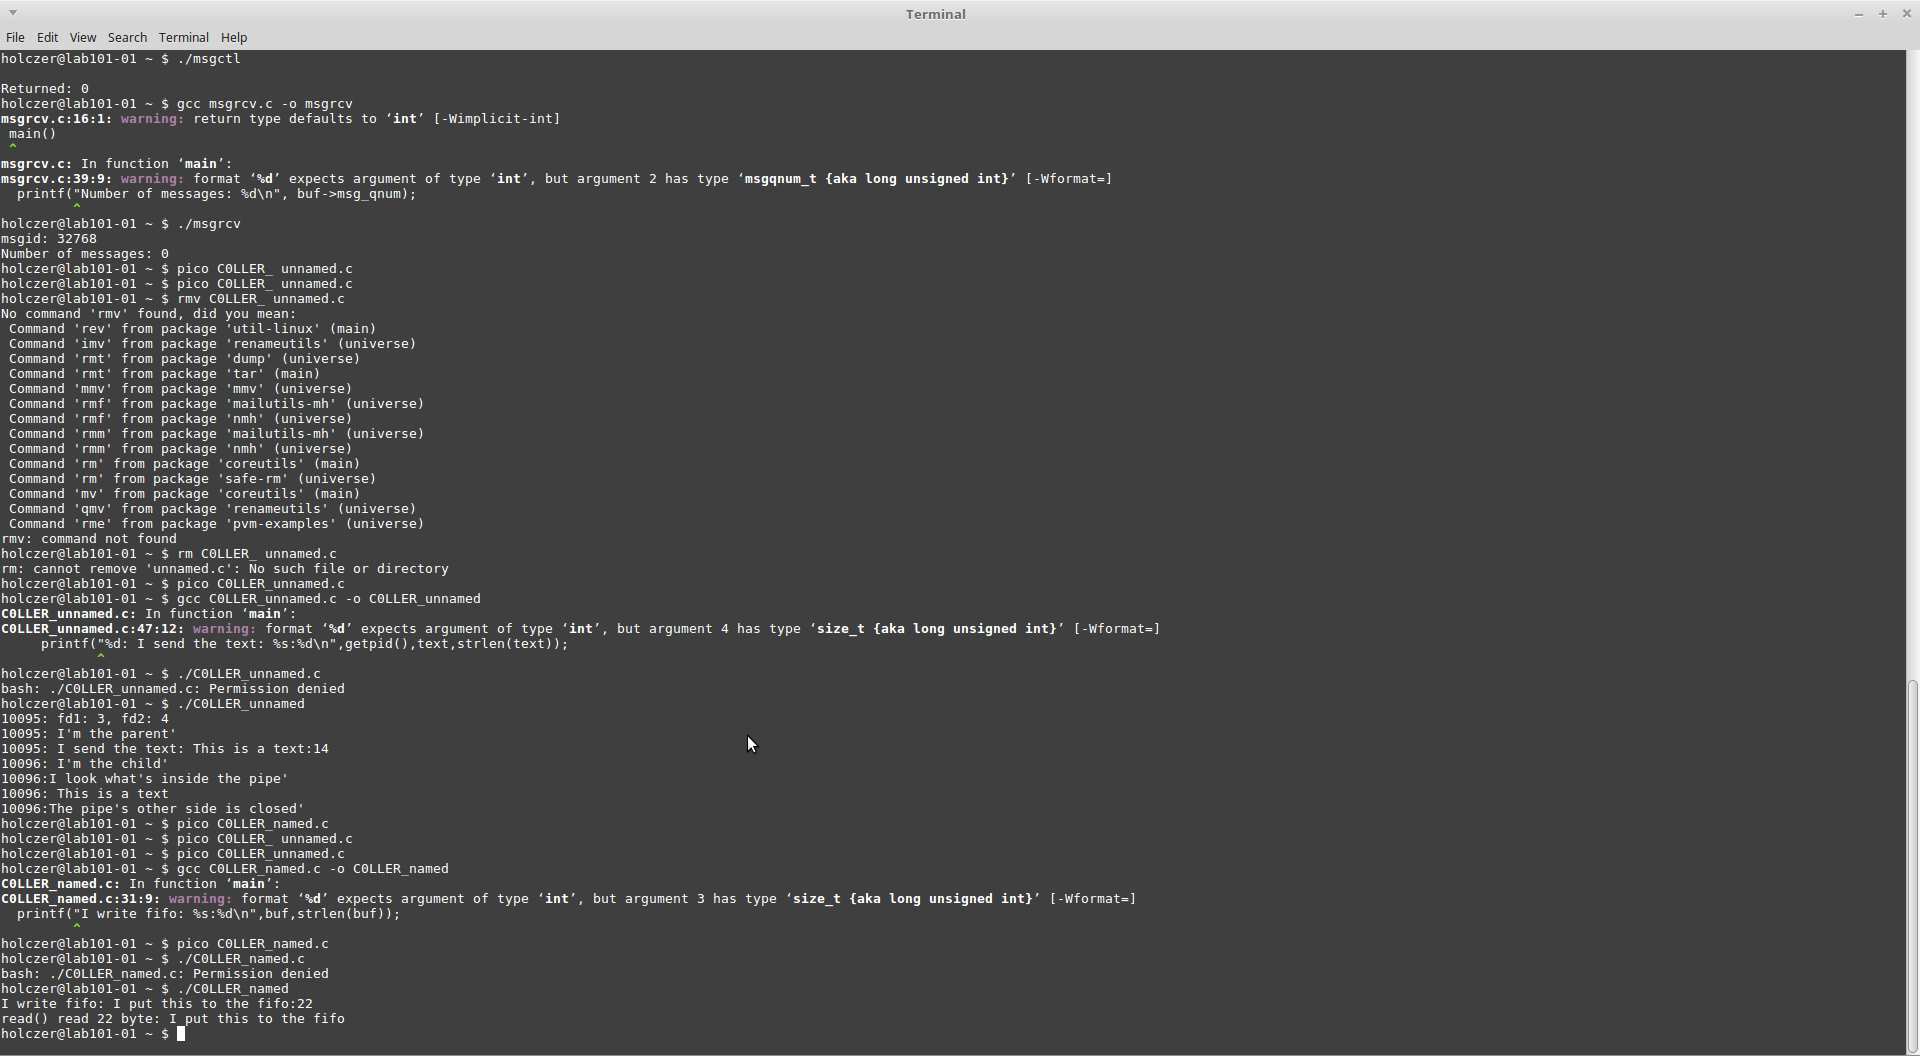 Terminal
File Edit View Search Terminal Help
holczer@lab101-01 ~ $ ./msgctl
Returned: 0
holczer@lab101-01 ~ $ gcc msgrcv.c -o msgrcv
msgrcv.c:16:1: warning: return type defaults to ‘int’ [-Wimplicit-int]
 main()
 ^
msgrcv.c: In function ‘main’:
msgrcv.c:39:9: warning: format ‘%d’ expects argument of type ‘int’, but argument 2 has type ‘msgqnum_t {aka long unsigned int}’ [-Wformat=]
  printf("Number of messages: %d\n", buf->msg_qnum);
         ^
holczer@lab101-01 ~ $ ./msgrcv
msgid: 32768
Number of messages: 0
holczer@lab101-01 ~ $ pico C0LLER_ unnamed.c
holczer@lab101-01 ~ $ pico C0LLER_ unnamed.c
holczer@lab101-01 ~ $ rmv C0LLER_ unnamed.c
No command 'rmv' found, did you mean:
 Command 'rev' from package 'util-linux' (main)
 Command 'imv' from package 'renameutils' (universe)
 Command 'rmt' from package 'dump' (universe)
 Command 'rmt' from package 'tar' (main)
 Command 'mmv' from package 'mmv' (universe)
 Command 'rmf' from package 'mailutils-mh' (universe)
 Command 'rmf' from package 'nmh' (universe)
 Command 'rmm' from package 'mailutils-mh' (universe)
 Command 'rmm' from package 'nmh' (universe)
 Command 'rm' from package 'coreutils' (main)
 Command 'rm' from package 'safe-rm' (universe)
 Command 'mv' from package 'coreutils' (main)
 Command 'qmv' from package 'renameutils' (universe)
 Command 'rme' from package 'pvm-examples' (universe)
rmv: command not found
holczer@lab101-01 ~ $ rm C0LLER_ unnamed.c
rm: cannot remove 'unnamed.c': No such file or directory
holczer@lab101-01 ~ $ pico C0LLER_unnamed.c
holczer@lab101-01 ~ $ gcc C0LLER_unnamed.c -o C0LLER_unnamed
C0LLER_unnamed.c: In function ‘main’:
C0LLER_unnamed.c:47:12: warning: format ‘%d’ expects argument of type ‘int’, but argument 4 has type ‘size_t {aka long unsigned int}’ [-Wformat=]
     printf("%d: I send the text: %s:%d\n",getpid(),text,strlen(text));
            ^
holczer@lab101-01 ~ $ ./C0LLER_unnamed.c
bash: ./C0LLER_unnamed.c: Permission denied
holczer@lab101-01 ~ $ ./C0LLER_unnamed
10095: fd1: 3, fd2: 4
10095: I'm the parent'
10095: I send the text: This is a text:14
10096: I'm the child'
10096:I look what's inside the pipe'
10096: This is a text
10096:The pipe's other side is closed'
holczer@lab101-01 ~ $ pico C0LLER_named.c
holczer@lab101-01 ~ $ pico C0LLER_ unnamed.c
holczer@lab101-01 ~ $ pico C0LLER_unnamed.c
holczer@lab101-01 ~ $ gcc C0LLER_named.c -o C0LLER_named
C0LLER_named.c: In function ‘main’:
C0LLER_named.c:31:9: warning: format ‘%d’ expects argument of type ‘int’, but argument 3 has type ‘size_t {aka long unsigned int}’ [-Wformat=]
  printf("I write fifo: %s:%d\n",buf,strlen(buf));
         ^
holczer@lab101-01 ~ $ pico C0LLER_named.c
holczer@lab101-01 ~ $ ./C0LLER_named.c
bash: ./C0LLER_named.c: Permission denied
holczer@lab101-01 ~ $ ./C0LLER_named
I write fifo: I put this to the fifo:22
read() read 22 byte: I put this to the fifo
holczer@lab101-01 ~ $